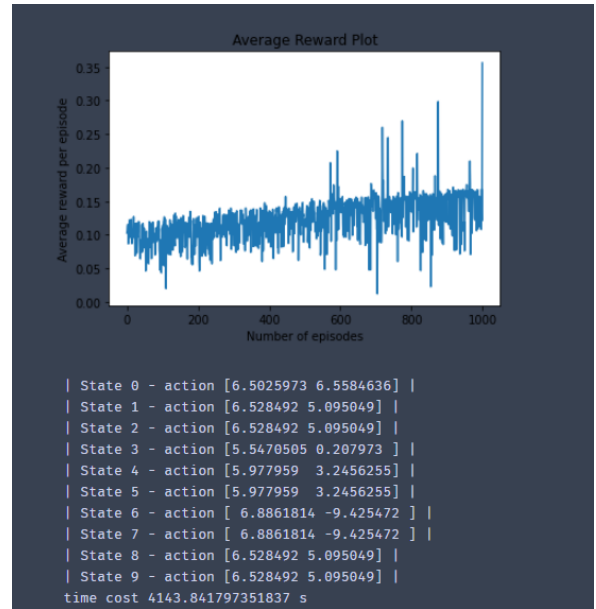 Average Reward Plot
Average reward per episode
0.35
0.30
0.25
0.20
0.15
0.10
0.05
0.00
0 200 400 600 800 1000
Number of episodes
| State 0 - action [6.5025973 6.5584636] |
| State 1 - action [6.528492 5.095049] |
| State 2 - action [6.528492 5.095049] |
| State 3 - action [5.5470505 0.207973 ] |
| State 4 - action [5.977959  3.2456255] |
| State 5 - action [5.977959  3.2456255] |
| State 6 - action [ 6.8861814 -9.425472 ] |
| State 7 - action [ 6.8861814 -9.425472 ] |
| State 8 - action [6.528492 5.095049] |
| State 9 - action [6.528492 5.095049] |
time cost 4143.841797351837 s